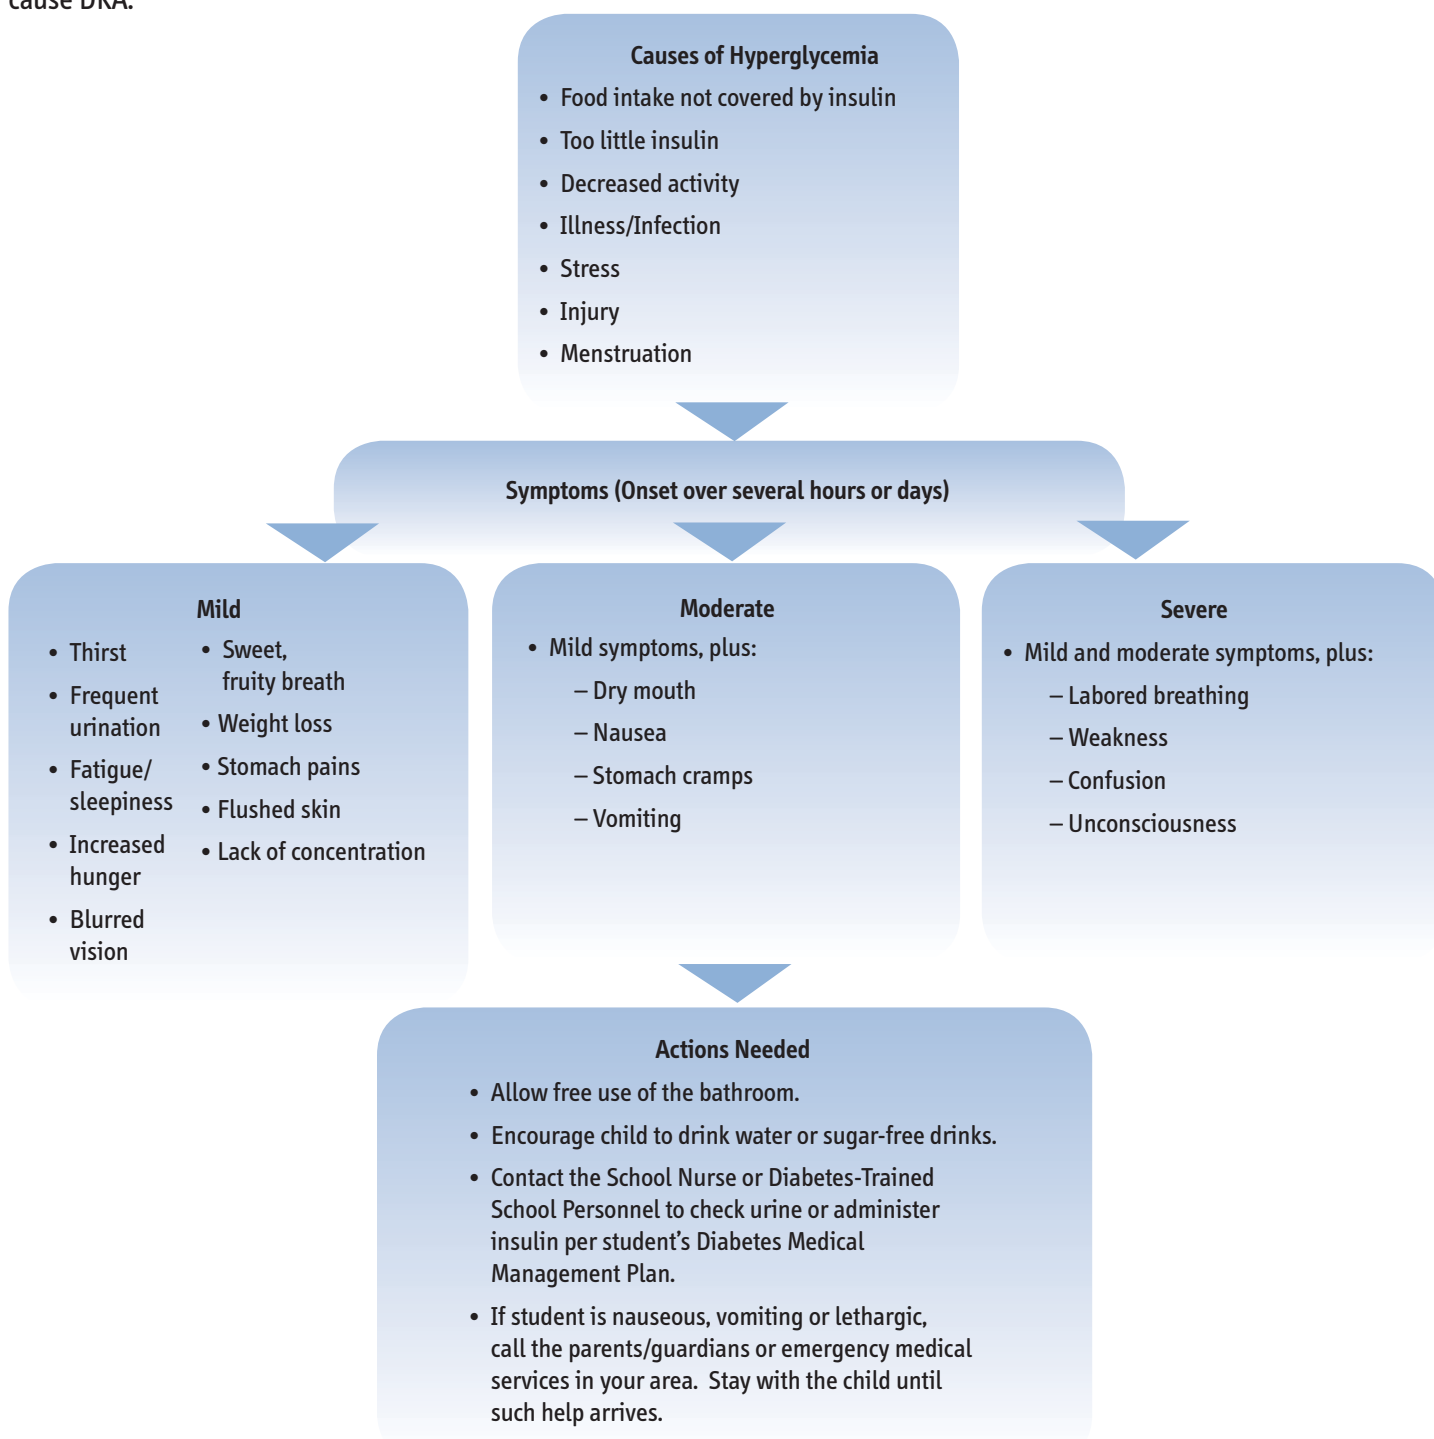 cause DKA.
Causes of Hyperglycemia
• Food intake not covered by insulin
• Too little insulin
• Decreased activity
• Illness/Infection
• Stress
• Injury
• Menstruation
Symptoms (Onset over several hours or days)
Mild
• Thirst
• Frequent
urination
• Fatigue/
sleepiness
• Increased
hunger
• Blurred
vision
• Sweet,
fruity breath
• Weight loss
• Stomach pains
• Flushed skin
• Lack of concentration
Moderate
• Mild symptoms, plus:
– Dry mouth
– Nausea
– Stomach cramps
– Vomiting
Severe
• Mild and moderate symptoms, plus:
– Labored breathing
– Weakness
– Confusion
– Unconsciousness
Actions Needed
• Allow free use of the bathroom.
• Encourage child to drink water or sugar-free drinks.
• Contact the School Nurse or Diabetes-Trained
School Personnel to check urine or administer
insulin per student’s Diabetes Medical
Management Plan.
• If student is nauseous, vomiting or lethargic,
call the parents/guardians or emergency medical
services in your area.  Stay with the child until
such help arrives.